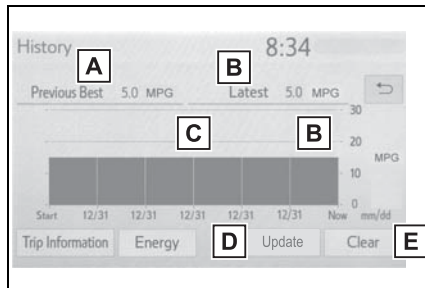 History 8:34
A B
Previous Best 5.0 MPG Latest 5.0 MPG
30
C B
20
MPG
10
0
Start 12/31 12/31 12/31 12/31 12/31 Now mm/dd
Trip Information Energy D Update Clear E